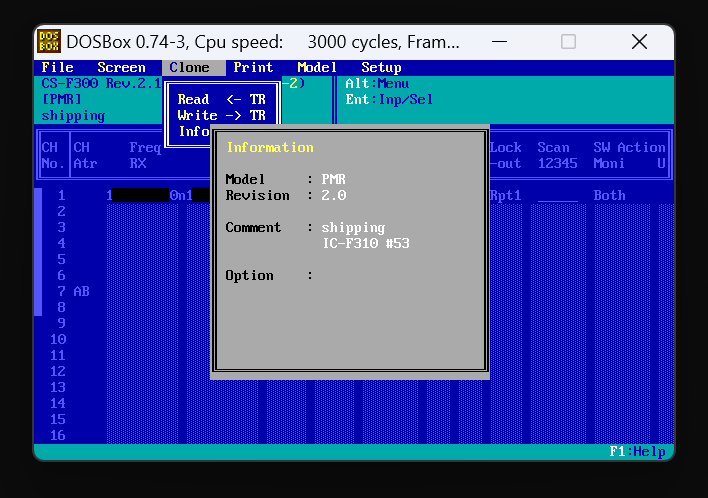 DOS BOX DOSBox 0.74-3, Cpu speed: 3000 cycles, Fram...
File Screen Clone Print Model Setup
CS-F300 Rev.2.1 -2) Alt:Menu
[PMR] Ent:Inp/Sel
shipping
Read <- TR
Write -> TR
Info
CH CH Freq Lock Scan SW Action
No. Atr RX -out 12345 Moni U
Information
Model : PMR
Revision : 2.0
Comment : shipping
IC-F310 #53
Option :
1 1 0n1 Rpt1 _____ Both
2
3
4
5
6
7 AB
8
9
10
11
12
13
14
15
16
F1:Help